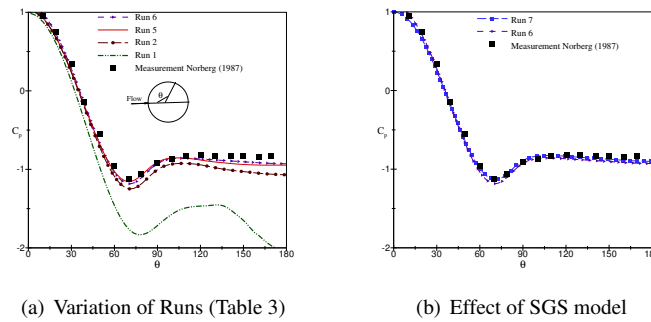 Run 6
Run 5
Run 2
Run 1
Measurement Norberg (1987)
Flow
θ
1
0
-1
-2
C_p
0 30 60 90 120 150 180
θ
(a) Variation of Runs (Table 3)
Run 7
Run 6
Measurement Norberg (1987)
1
0
-1
-2
C_p
0 30 60 90 120 150 180
θ
(b) Effect of SGS model